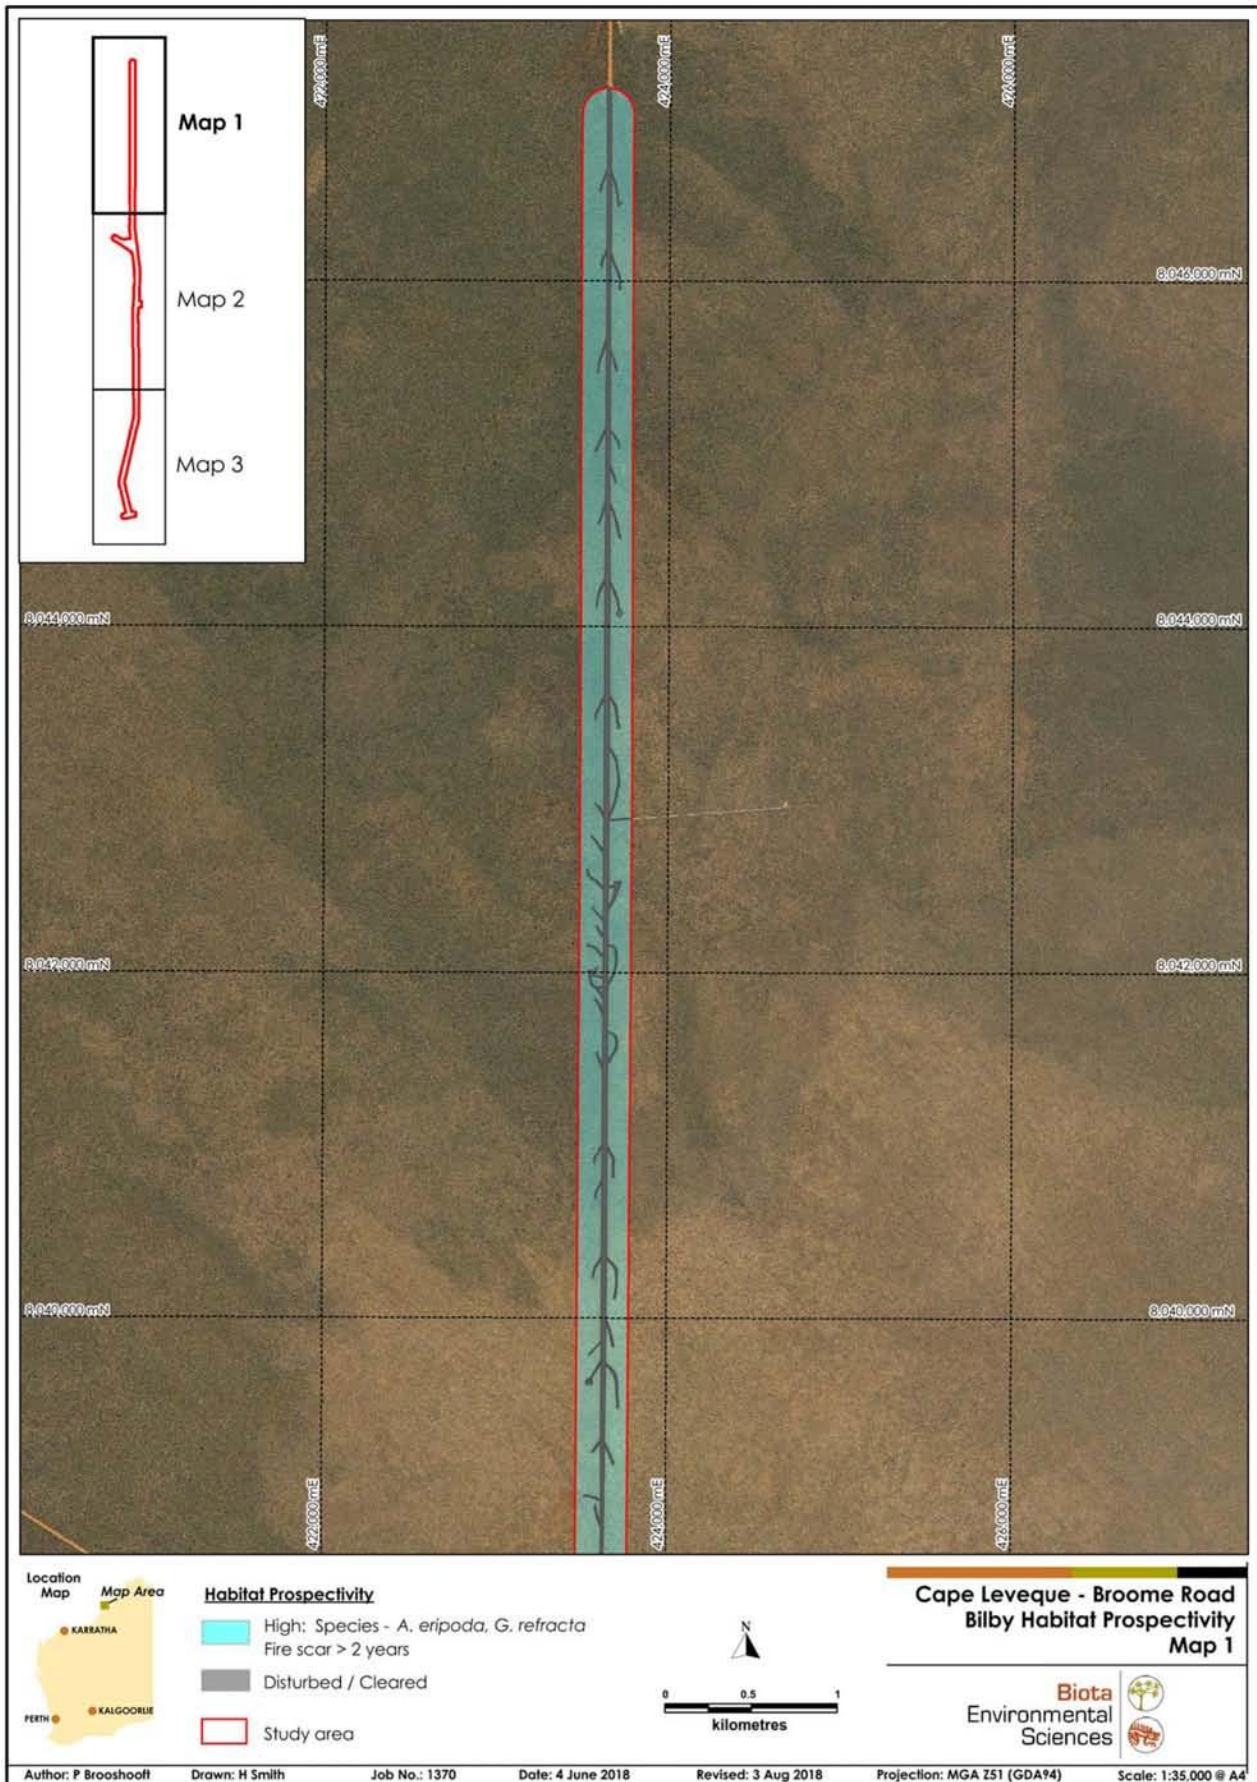 Map 1
Map 2
Map 3
422,000 mE
424,000 mE
426,000 mE
8,046,000 mN
8,044,000 mN
8,044,000 mN
8,042,000 mN
8,042,000 mN
8,040,000 mN
8,040,000 mN
422,000 mE
424,000 mE
426,000 mE
Location
Map
Map Area
KARRATHA
PERTH
KALGOORLIE
Habitat Prospectivity
High: Species - A. eripoda, G. refracta
Fire scar > 2 years
Disturbed / Cleared
Study area
N
0 0.5 1
kilometres
Cape Leveque - Broome Road
Bilby Habitat Prospectivity
Map 1
Biota
Environmental
Sciences
Author: P Brooshooft Drawn: H Smith Job No.: 1370 Date: 4 June 2018 Revised: 3 Aug 2018 Projection: MGA Z51 (GDA94) Scale: 1:35,000 @ A4